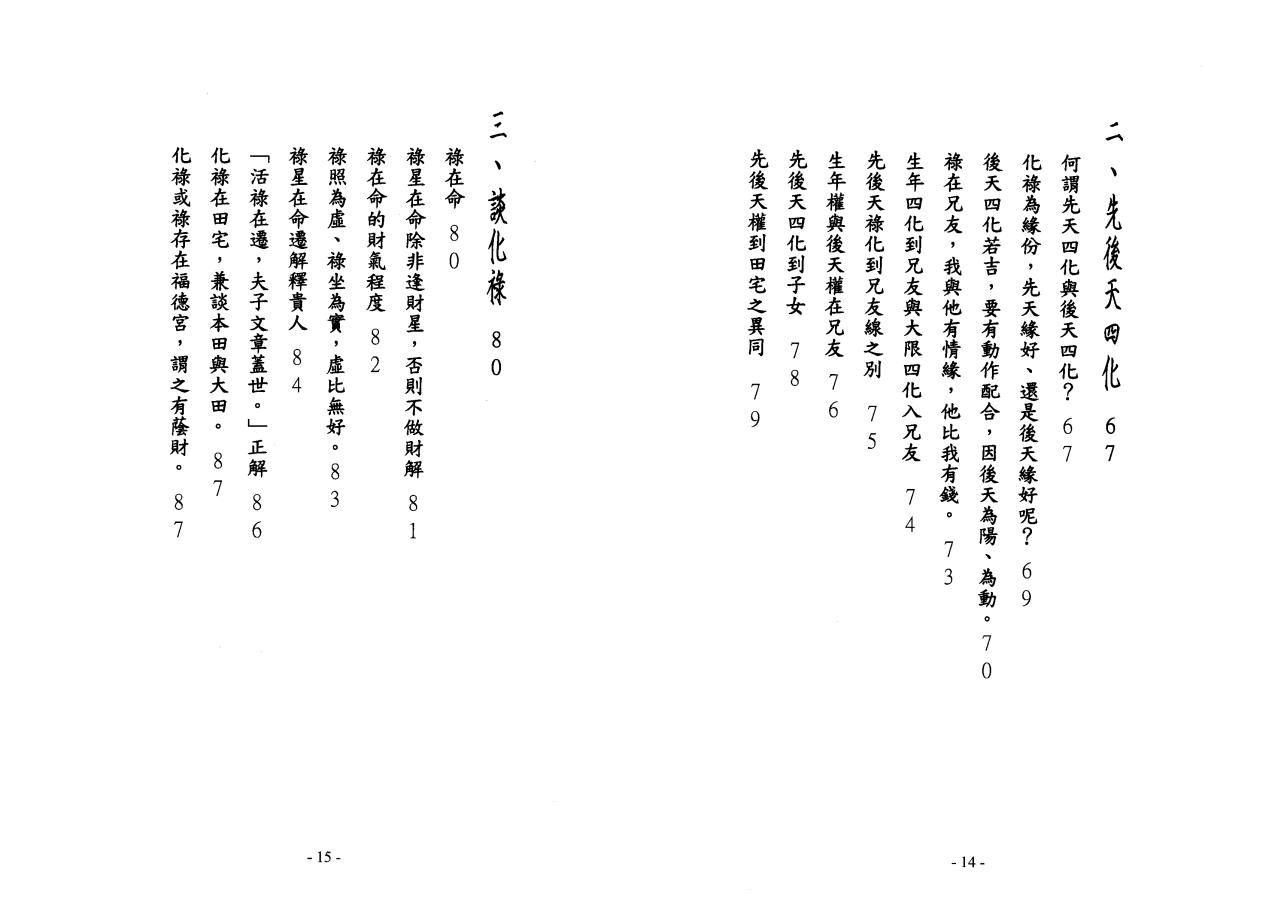 二、先後天四化 67
何謂先天四化與後天四化？ 67
化祿為緣份，先天緣好、還是後天緣好呢？ 69
後天四化若吉，要有動作配合，因後天為陽、為動。 70
祿在兄友，我與他有情緣，他比我有錢。 73
生年四化到兄友與大限四化入兄友 74
先後天祿化到兄友線之別 75
生年權與後天權在兄友 76
先後天四化到子女 78
先後天權到田宅之異同 79
- 14 -
三、談化祿 80
祿在命 80
祿星在命除非逢財星，否則不做財解 81
祿在命的財氣程度 82
祿照為虛、祿坐為實，虛比無好。 83
祿星在命遷解釋貴人 84
「活祿在遷，夫子文章蓋世。」正解 86
化祿在田宅，兼談本田與大田。 87
化祿或祿存在福德宮，謂之有蔭財。 87
- 15 -